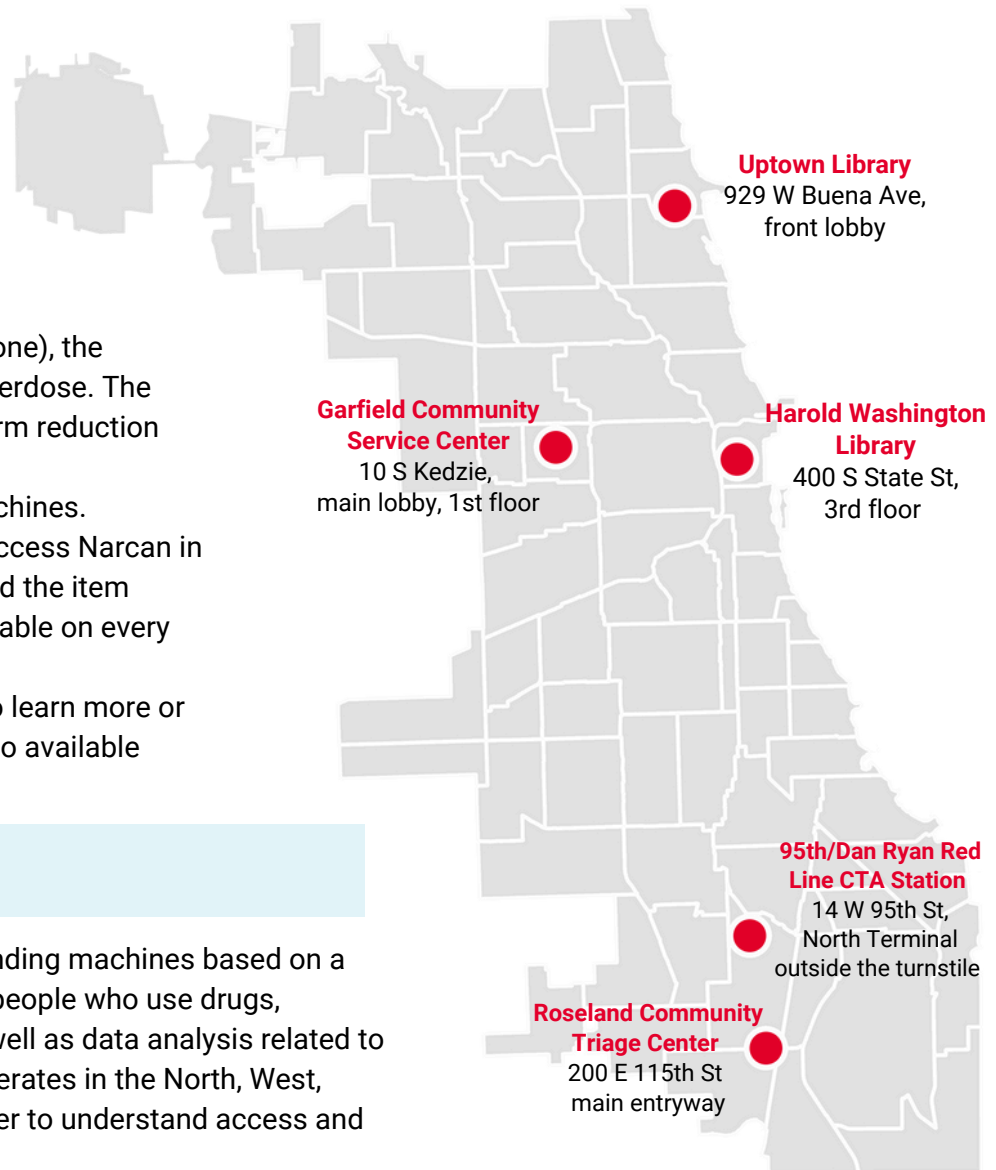 Uptown Library
929 W Buena Ave,
front lobby
one), the
verdose. The
rm reduction
chines.
ccess Narcan in
d the item
able on every
o learn more or
o available
Garfield Community
Service Center
10 S Kedzie,
main lobby, 1st floor
Harold Washington
Library
400 S State St,
3rd floor
nding machines based on a
people who use drugs,
well as data analysis related to
erates in the North, West,
er to understand access and
95th/Dan Ryan Red
Line CTA Station
14 W 95th St,
North Terminal
outside the turnstile
Roseland Community
Triage Center
200 E 115th St
main entryway